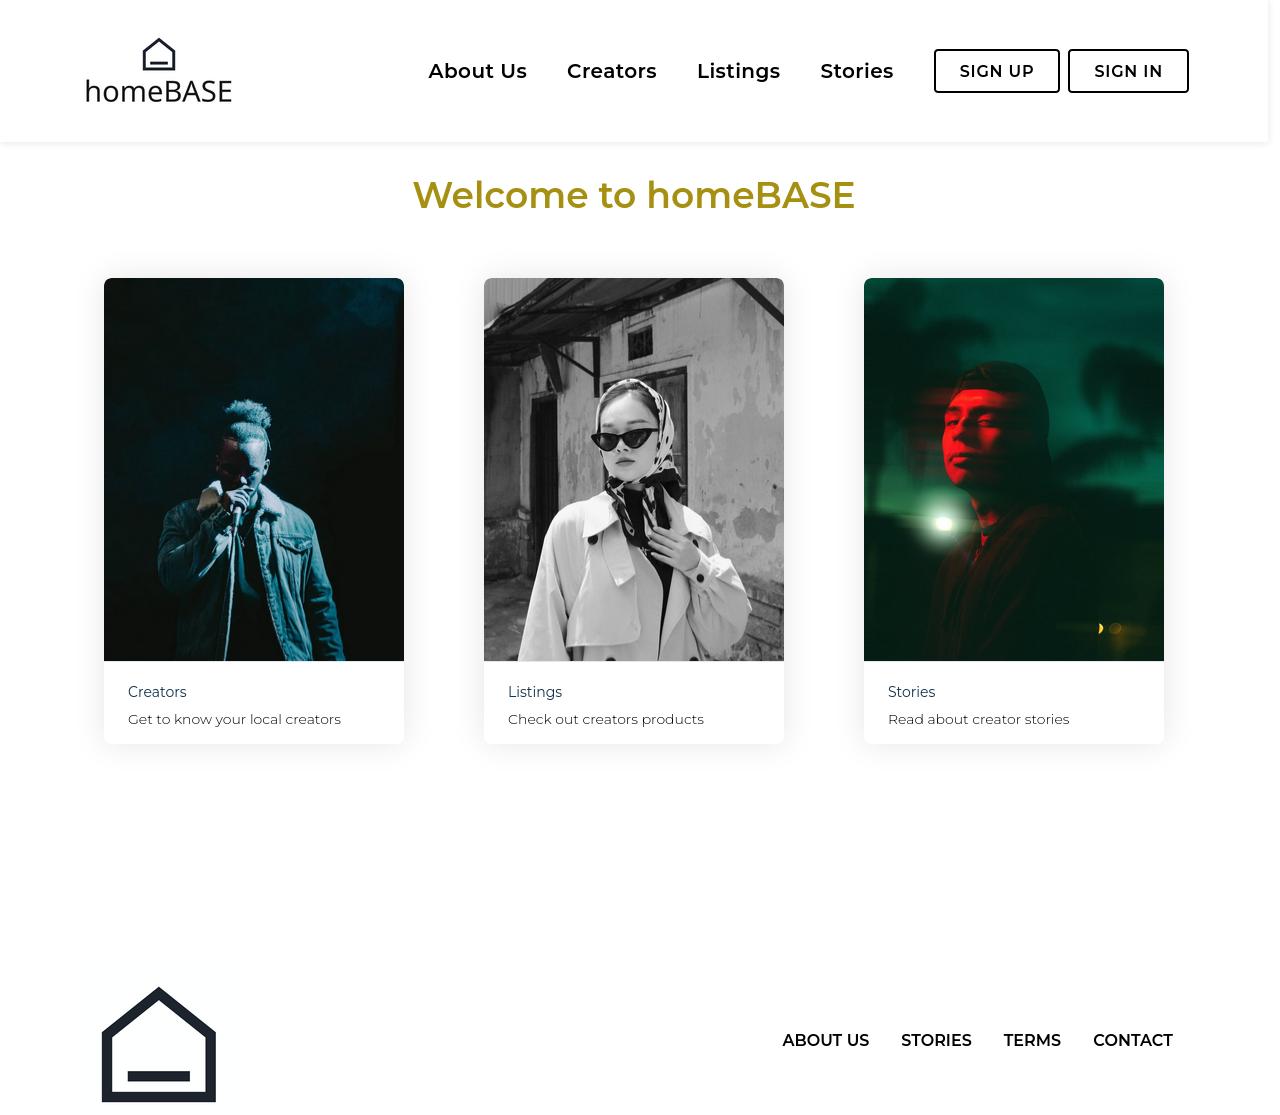 homeBASE
About Us
Creators
Listings
Stories
SIGN UP
SIGN IN
Welcome to homeBASE
Creators
Get to know your local creators
Listings
Check out creators products
Stories
Read about creator stories
ABOUT US
STORIES
TERMS
CONTACT